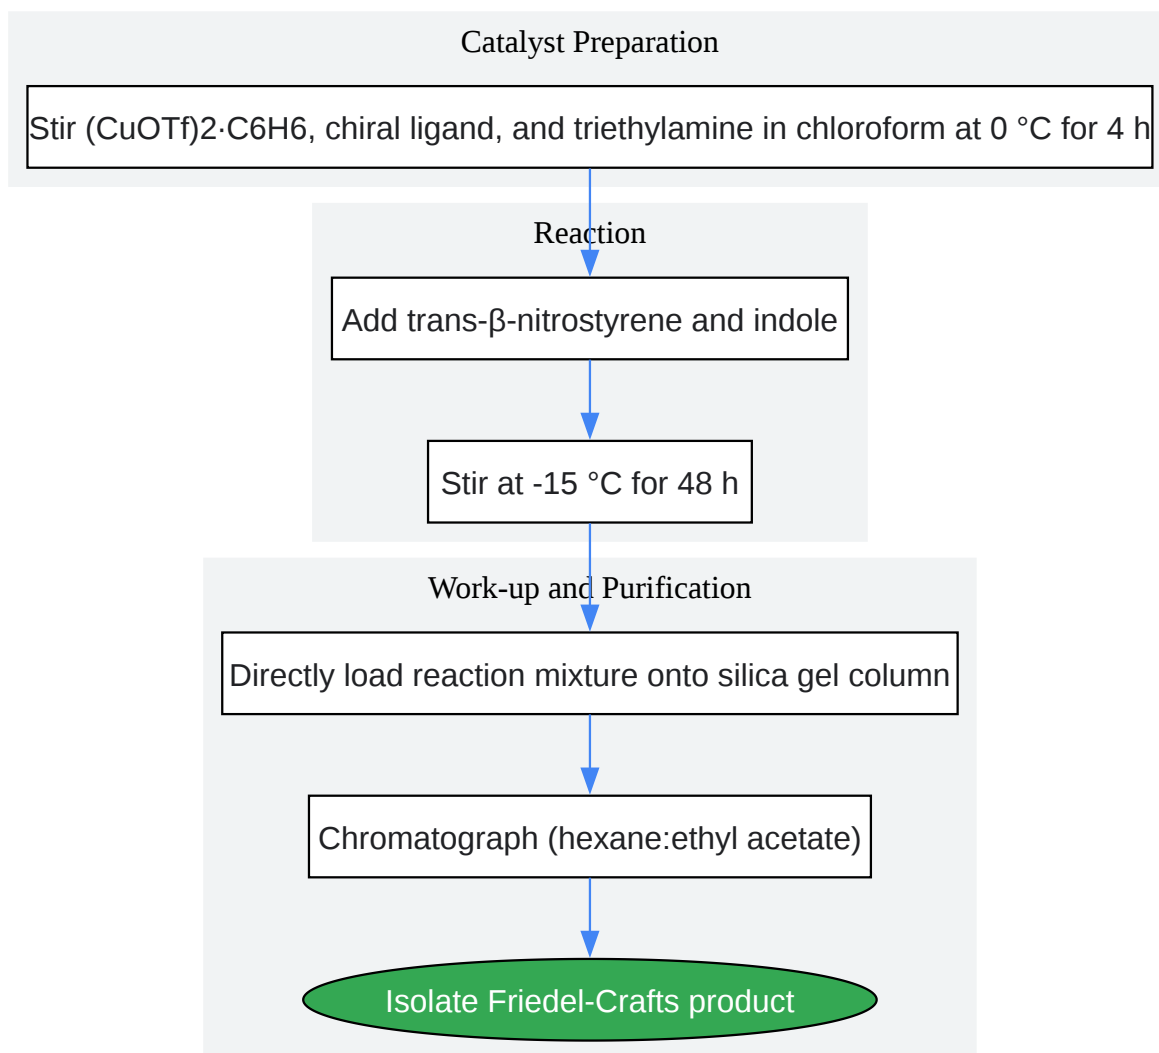 Catalyst Preparation
Stir (CuOTf)2·C6H6, chiral ligand, and triethylamine in chloroform at 0 °C for 4 h
Reaction
Add trans-β-nitrostyrene and indole
Stir at -15 °C for 48 h
Work-up and Purification
Directly load reaction mixture onto silica gel column
Chromatograph (hexane:ethyl acetate)
Isolate Friedel-Crafts product